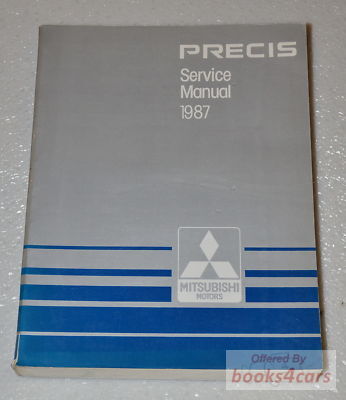 PRECIS
Service
Manual
1987
MITSUBISHI
MOTORS
Offered By
books4cars